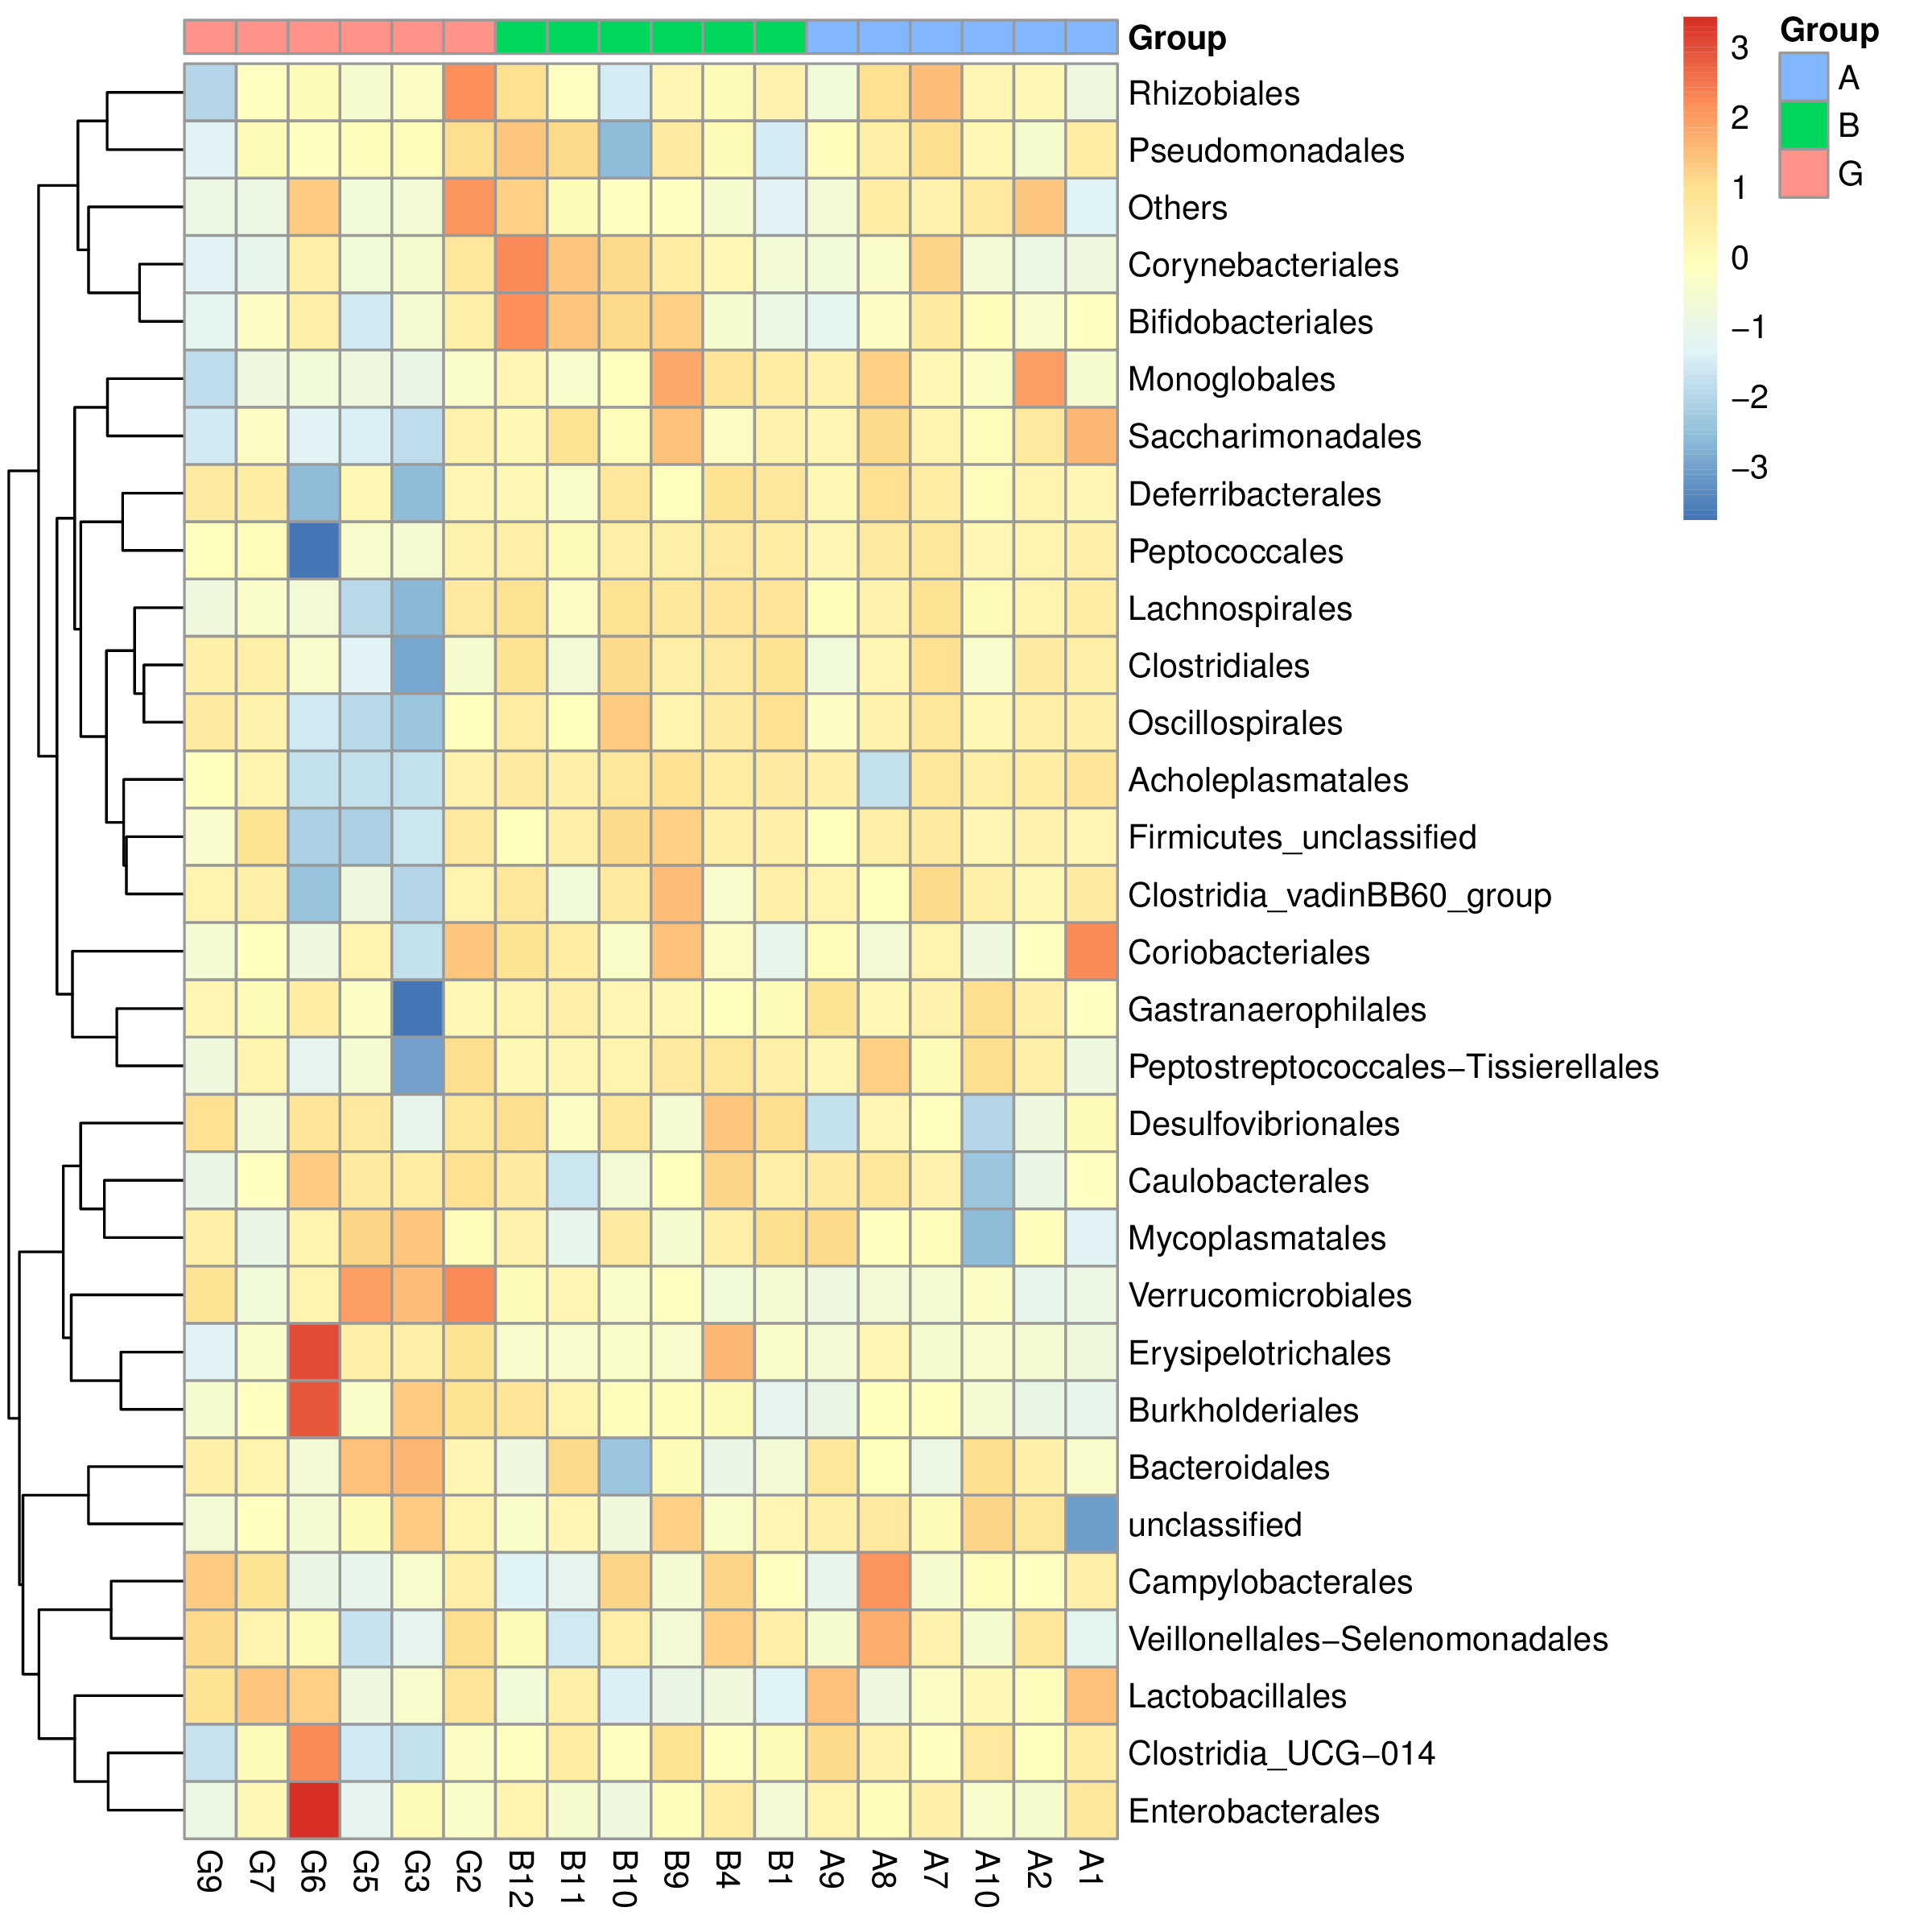 Group
Rhizobiales
Pseudomonadales
Others
Corynebacteriales
Bifidobacteriales
Monoglobales
Saccharimonadales
Deferribacterales
Peptococcales
Lachnospirales
Clostridiales
Oscillospirales
Acholeplasmatales
Firmicutes_unclassified
Clostridia_vadinBB60_group
Coriobacteriales
Gastranaerophilales
Peptostreptococcales−Tissierellales
Desulfovibrionales
Caulobacterales
Mycoplasmatales
Verrucomicrobiales
Erysipelotrichales
Burkholderiales
Bacteroidales
unclassified
Campylobacterales
Veillonellales−Selenomonadales
Lactobacillales
Clostridia_UCG−014
Enterobacterales
G9
G7
G6
G5
G3
G2
B12
B11
B10
B9
B4
B1
A9
A8
A7
A10
A2
A1
3
2
1
0
−1
−2
−3
Group
A
B
G